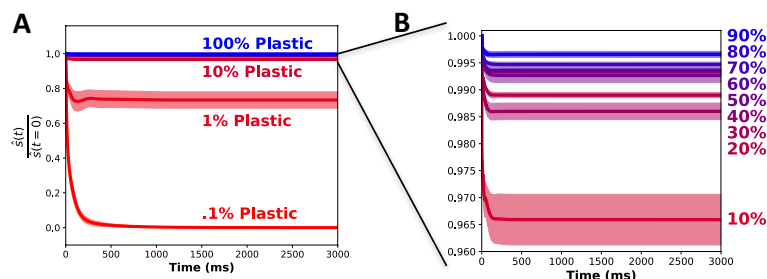 A
100% Plastic
10% Plastic
1% Plastic
.1% Plastic
1.0
0.8
0.6
0.4
0.2
0.0
ŝ(t)
ŝ(t = 0)
0 500 1000 1500 2000 2500 3000
Time (ms)
B
1.000
0.995
0.990
0.985
0.980
0.975
0.970
0.965
0.960
0 500 1000 1500 2000 2500 3000
Time (ms)
90%
80%
70%
60%
50%
40%
30%
20%
10%